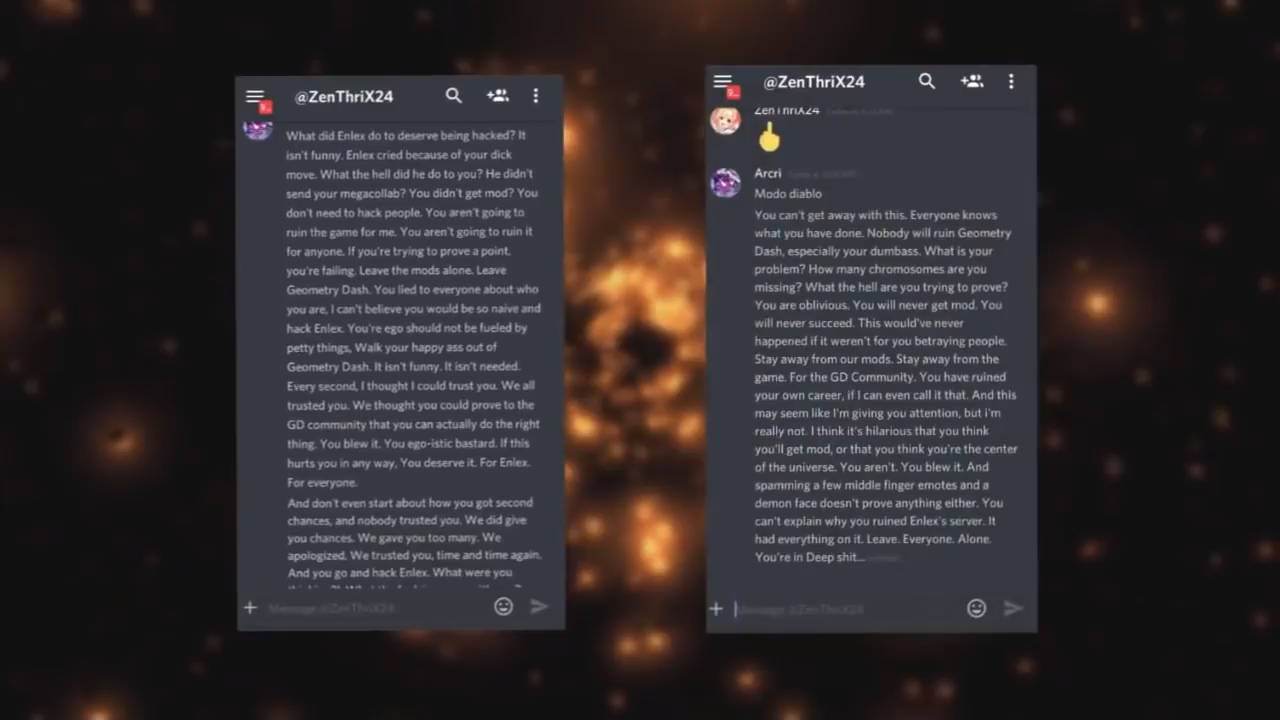 @ZenThriX24
What did Enlex do to deserve being hacked? It
isn't funny. Enlex cried because of your dick
move. What the hell did he do to you? He didn't
send your megacollab? You didn't get mod? You
don't need to hack people. You aren't going to
ruin the game for me. You aren't going to ruin it
for anyone. If you're trying to prove a point,
you're failing. Leave the mods alone. Leave
Geometry Dash. You lied to everyone about who
you are, I can't believe you would be so naive and
hack Enlex. You're ego should not be fueled by
petty things, Walk your happy ass out of
Geometry Dash. It isn't funny. It isn't needed.
Every second, I thought I could trust you. We all
trusted you. We thought you could prove to the
GD community that you can actually do the right
thing. You blew it. You ego-istic bastard. If this
hurts you in any way, You deserve it. For Enlex.
For everyone.
And don't even start about how you got second
chances, and nobody trusted you. We did give
you chances. We gave you too many. We
apologized. We trusted you, time and time again.
And you go and hack Enlex. What were you
Message @ZenThriX24
@ZenThriX24
ZenThriX24
Arcri
Modo diablo
You can't get away with this. Everyone knows
what you have done. Nobody will ruin Geometry
Dash, especially your dumbass. What is your
problem? How many chromosomes are you
missing? What the hell are you trying to prove?
You are oblivious. You will never get mod. You
will never succeed. This would've never
happened if it weren't for you betraying people.
Stay away from our mods. Stay away from the
game. For the GD Community. You have ruined
your own career, if I can even call it that. And this
may seem like I'm giving you attention, but i'm
really not. I think it's hilarious that you think
you'll get mod, or that you think you're the center
of the universe. You aren't. You blew it. And
spamming a few middle finger emotes and a
demon face doesn't prove anything either. You
can't explain why you ruined Enlex's server. It
had everything on it. Leave. Everyone. Alone.
You're in Deep shit...
Message @ZenThriX24